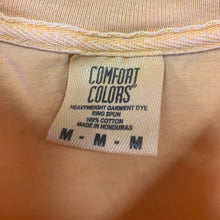 COMFORT
COLORS®
HEAVYWEIGHT GARMENT DYE
RING SPUN
100% COTTON
MADE IN HONDURAS
M - M - M